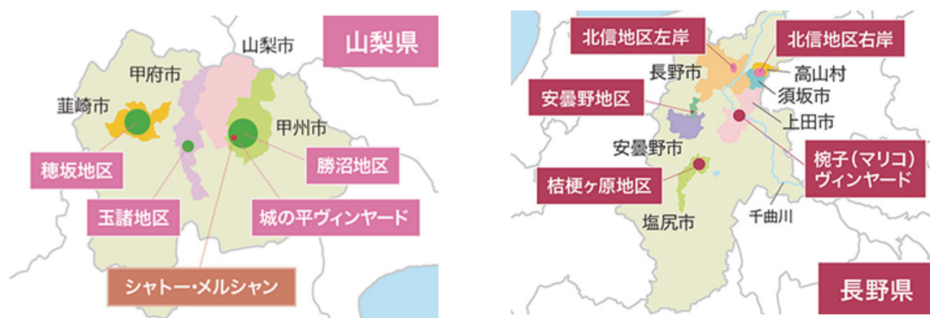 山梨県
山梨市
甲府市
韮崎市
甲州市
穂坂地区
勝沼地区
玉諸地区
城の平ヴィンヤード
シャトー・メルシャン
北信地区左岸
北信地区右岸
長野市
高山村
須坂市
安曇野地区
上田市
安曇野市
椀子（マリコ）
ヴィンヤード
桔梗ヶ原地区
千曲川
塩尻市
長野県